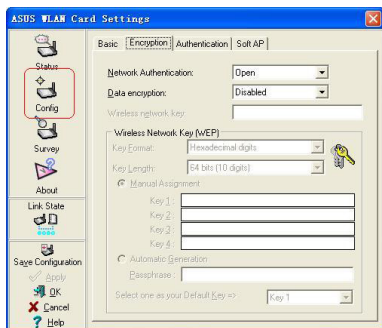 ASUS WLAN Card Settings
Status
Config
Survey
About
Link State
Save Configuration
Apply
OK
Cancel
Help
Basic Encryption Authentication Soft AP
Network Authentication: Open
Data encryption: Disabled
Wireless network key:
Wireless Network Key (WEP)
Key Format: Hexadecimal digits
Key Length: 64 bits (10 digits)
Manual Assignment
Key 1 :
Key 2 :
Key 3 :
Key 4 :
Automatic Generation
Passphrase :
Select one as your Default Key => Key 1